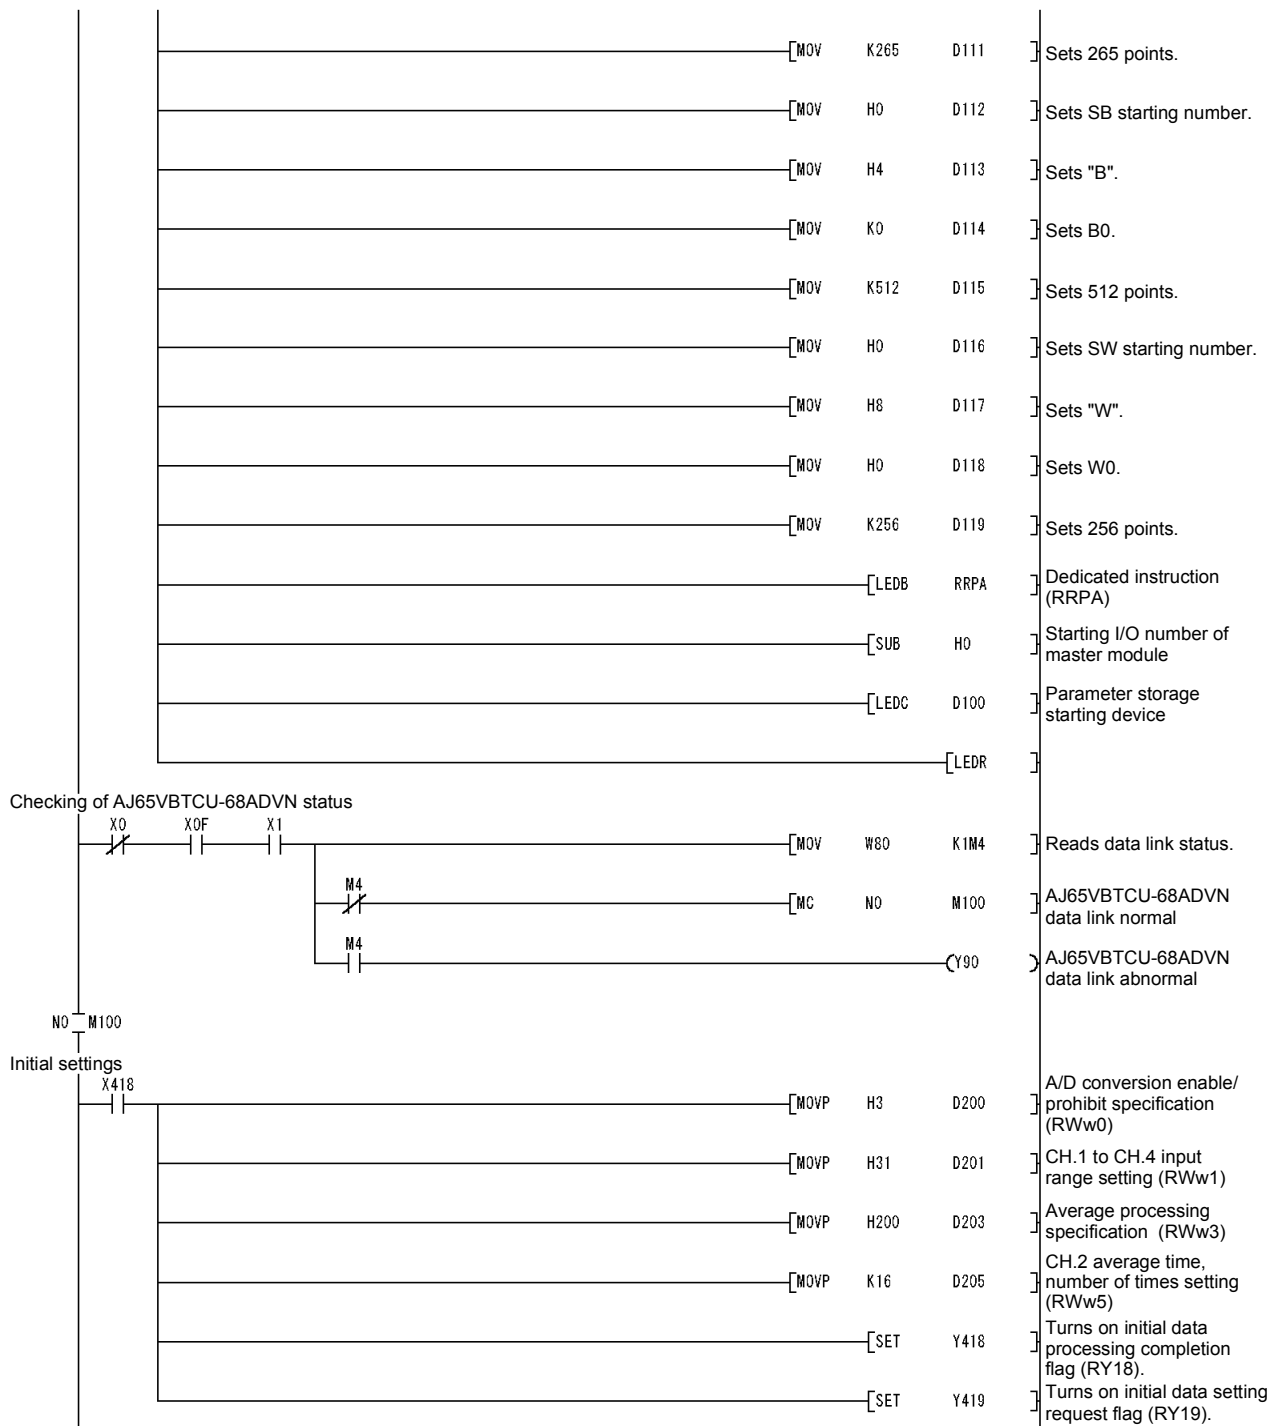 MOV K265 D111 Sets 265 points.
MOV H0 D112 Sets SB starting number.
MOV H4 D113 Sets "B".
MOV K0 D114 Sets B0.
MOV K512 D115 Sets 512 points.
MOV H0 D116 Sets SW starting number.
MOV H8 D117 Sets "W".
MOV H0 D118 Sets W0.
MOV K256 D119 Sets 256 points.
LEDB RRPA Dedicated instruction
(RRPA)
SUB H0 Starting I/O number of
master module
LEDC D100 Parameter storage
starting device
LEDR
Checking of AJ65VBTCU-68ADVN status
X0 X0F X1
MOV W80 K1M4 Reads data link status.
M4
MC N0 M100 AJ65VBTCU-68ADVN
data link normal
M4
Y90 AJ65VBTCU-68ADVN
data link abnormal
N0 M100
Initial settings
X418
MOVP H3 D200 A/D conversion enable/
prohibit specification
(RWw0)
MOVP H31 D201 CH.1 to CH.4 input
range setting (RWw1)
MOVP H200 D203 Average processing
specification (RWw3)
MOVP K16 D205 CH.2 average time,
number of times setting
(RWw5)
SET Y418 Turns on initial data
processing completion
flag (RY18).
SET Y419 Turns on initial data setting
request flag (RY19).